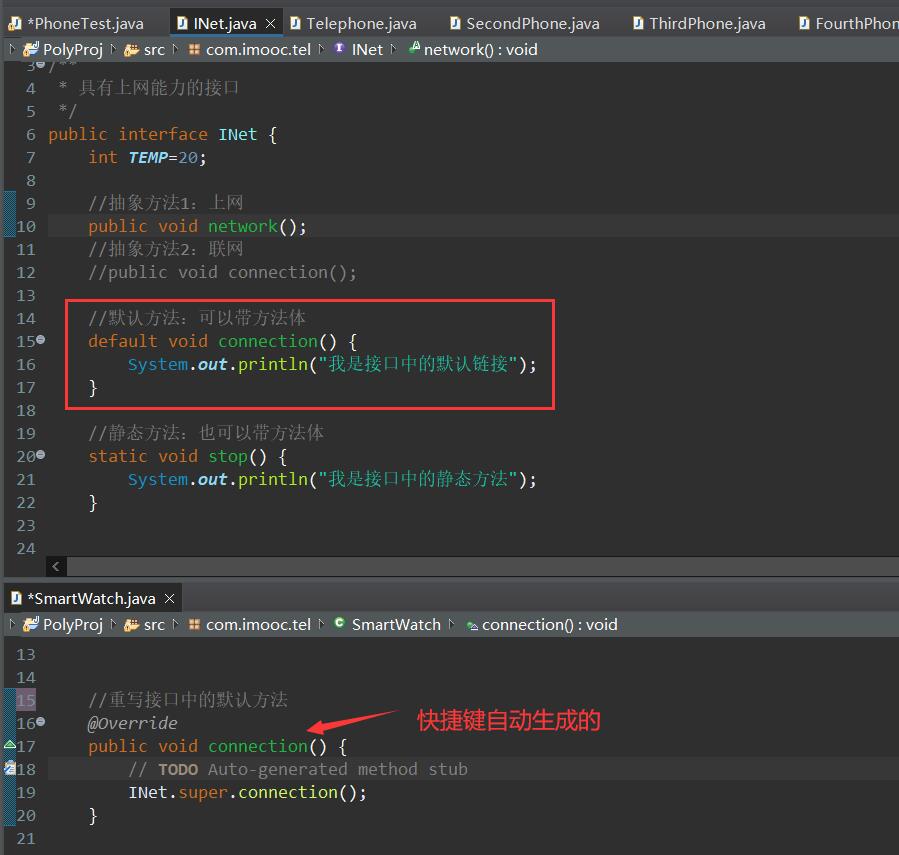 *PhoneTest.java INet.java Telephone.java SecondPhone.java ThirdPhone.java FourthPhon
PolyProj src com.imooc.tel INet network() : void
3 /**
4 * 具有上网能力的接口
5 */
6 public interface INet {
7 int TEMP=20;
8
9 //抽象方法1：上网
10 public void network();
11 //抽象方法2：联网
12 //public void connection();
13
14 //默认方法：可以带方法体
15 default void connection() {
16 System.out.println("我是接口中的默认链接");
17 }
18
19 //静态方法：也可以带方法体
20 static void stop() {
21 System.out.println("我是接口中的静态方法");
22 }
23
24
*SmartWatch.java
PolyProj src com.imooc.tel SmartWatch connection() : void
13
14
15 //重写接口中的默认方法
16 @Override
快捷键自动生成的
17 public void connection() {
18 // TODO Auto-generated method stub
19 INet.super.connection();
20 }
21